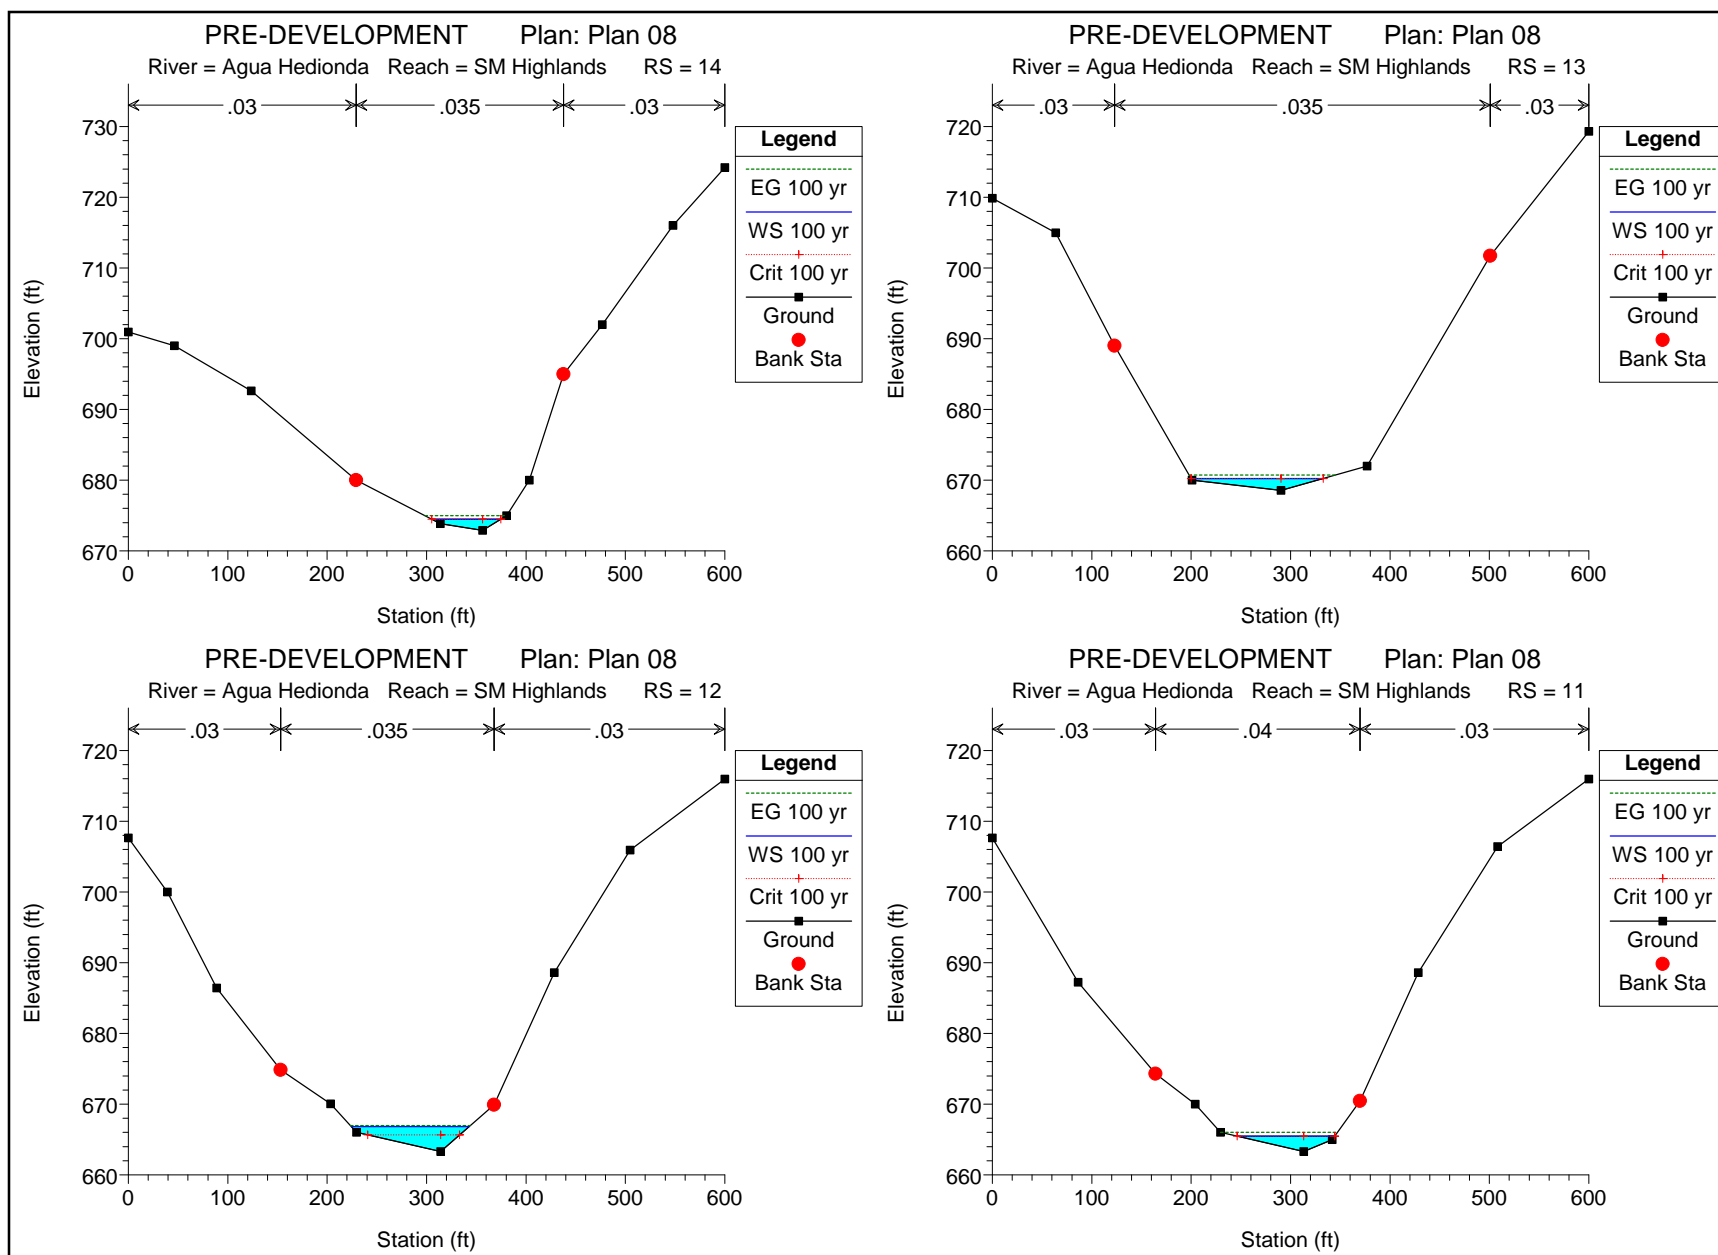 PRE-DEVELOPMENT Plan: Plan 08
River = Agua Hedionda Reach = SM Highlands RS = 14
.03 .035 .03
730
720
710
700
690
680
670
Elevation (ft)
0 100 200 300 400 500 600
Station (ft)
Legend
EG 100 yr
WS 100 yr
Crit 100 yr
Ground
Bank Sta
PRE-DEVELOPMENT Plan: Plan 08
River = Agua Hedionda Reach = SM Highlands RS = 13
.03 .035 .03
720
710
700
690
680
670
660
Elevation (ft)
0 100 200 300 400 500 600
Station (ft)
Legend
EG 100 yr
WS 100 yr
Crit 100 yr
Ground
Bank Sta
PRE-DEVELOPMENT Plan: Plan 08
River = Agua Hedionda Reach = SM Highlands RS = 12
.03 .035 .03
720
710
700
690
680
670
660
Elevation (ft)
0 100 200 300 400 500 600
Station (ft)
Legend
EG 100 yr
WS 100 yr
Crit 100 yr
Ground
Bank Sta
PRE-DEVELOPMENT Plan: Plan 08
River = Agua Hedionda Reach = SM Highlands RS = 11
.03 .04 .03
720
710
700
690
680
670
660
Elevation (ft)
0 100 200 300 400 500 600
Station (ft)
Legend
EG 100 yr
WS 100 yr
Crit 100 yr
Ground
Bank Sta